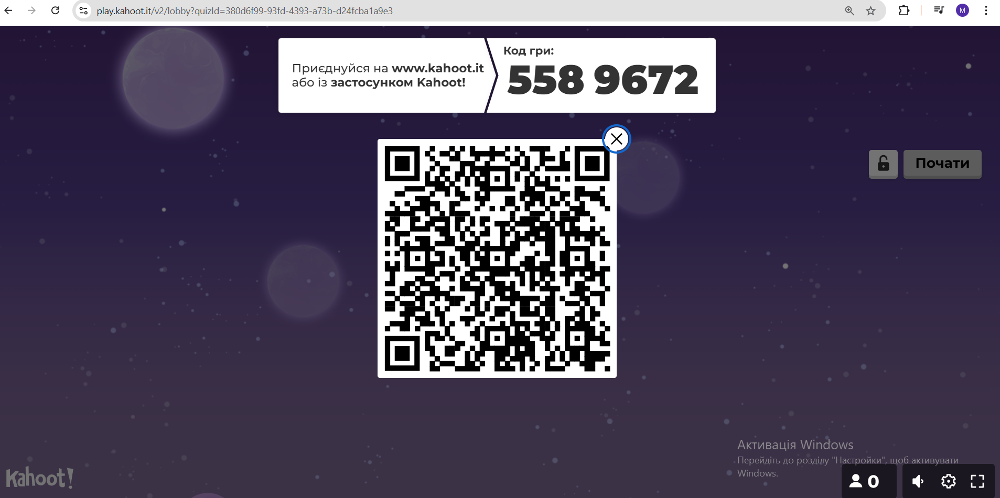 play.kahoot.it/v2/lobby?quizId=380d6f99-93fd-4393-a73b-d24fcba1a9e3
M
Приєднуйся на www.kahoot.it
або із застосунком Kahoot!
Код гри:
558 9672
Почати
Активація Windows
Перейдіть до розділу "Настройки", щоб активувати
Windows.
Kahoot!
0